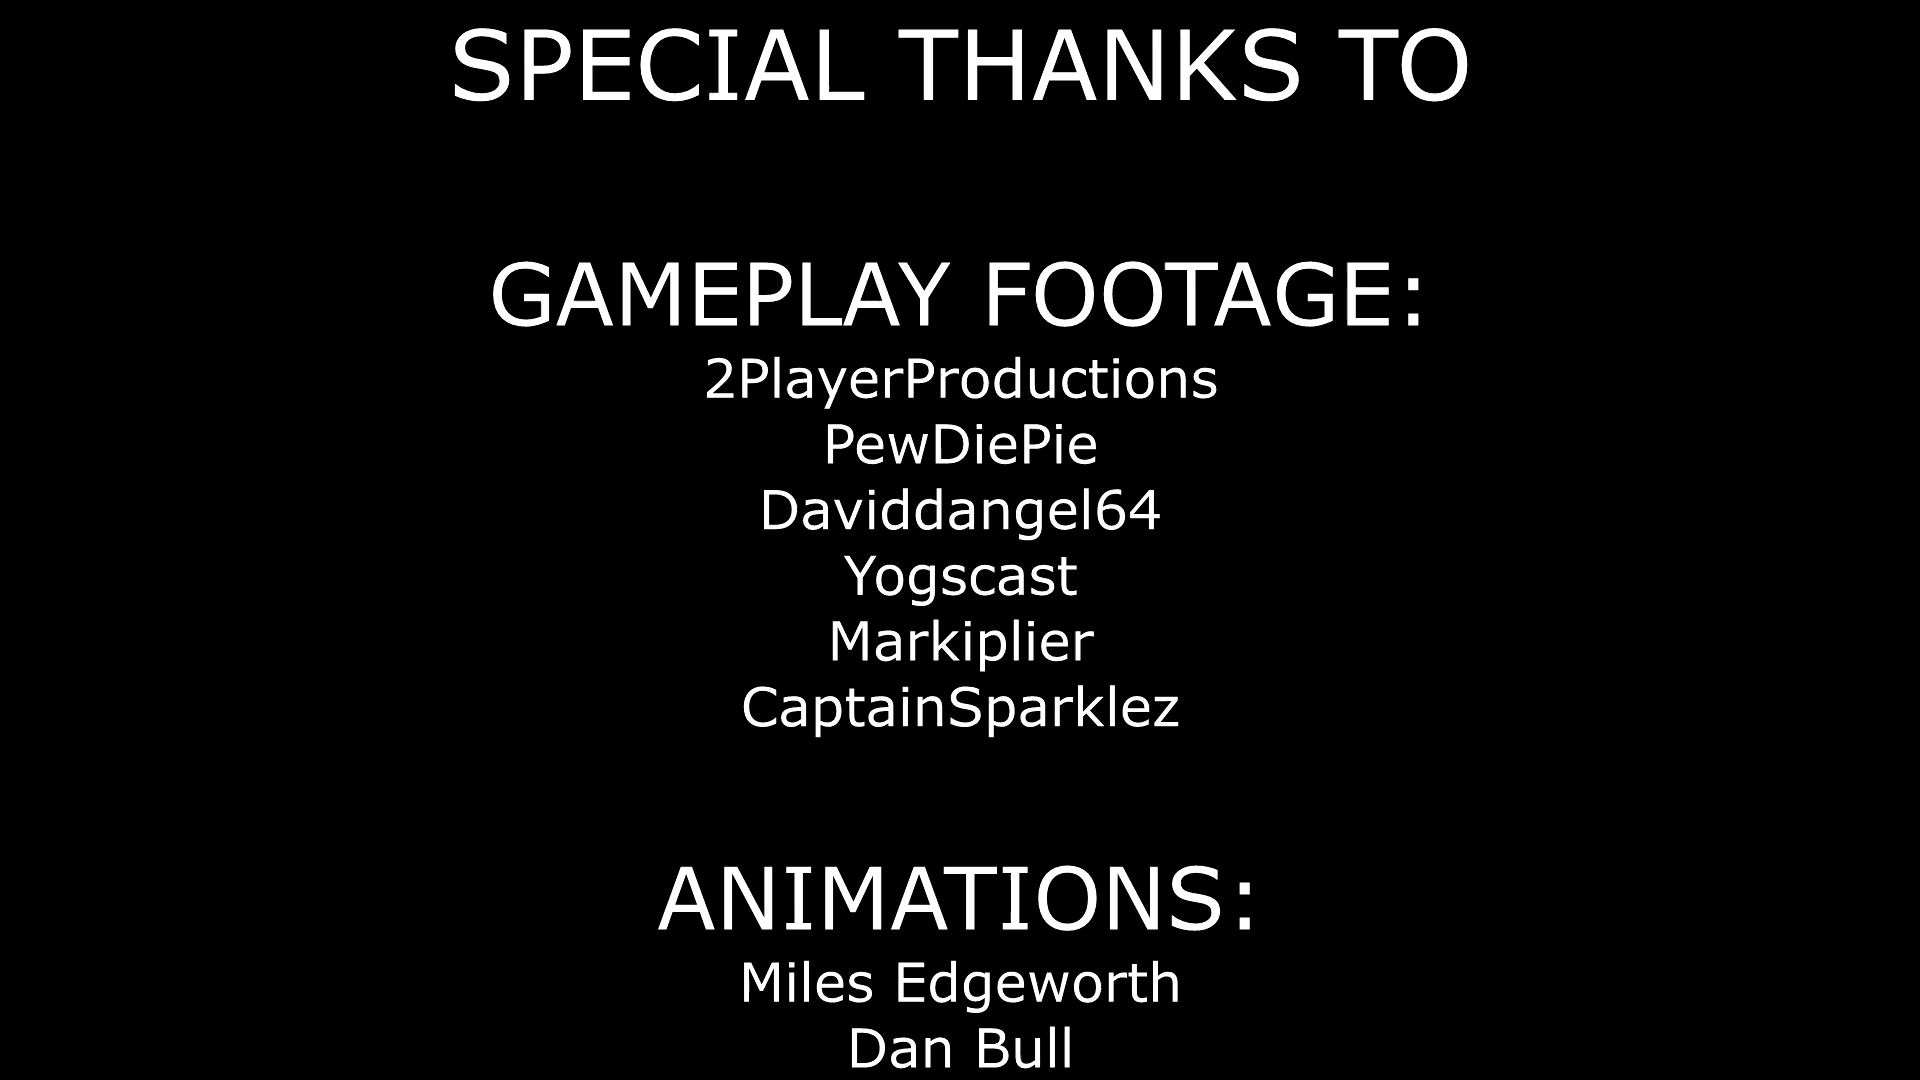 SPECIAL THANKS TO
GAMEPLAY FOOTAGE:
2PlayerProductions
PewDiePie
Daviddangel64
Yogscast
Markiplier
CaptainSparklez
ANIMATIONS:
Miles Edgeworth
Dan Bull